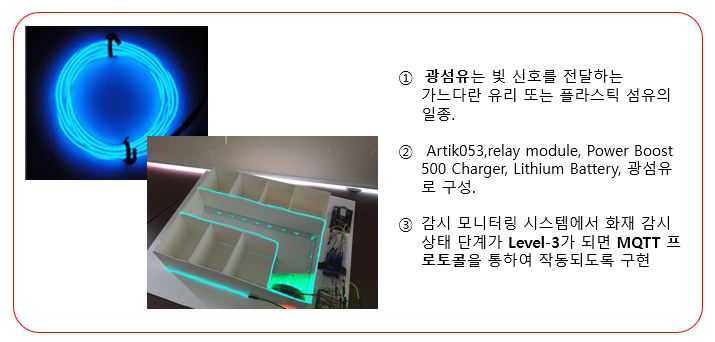 ① 광섬유는 빛 신호를 전달하는
가느다란 유리 또는 플라스틱 섬유의
일종.
② Artik053,relay module, Power Boost
500 Charger, Lithium Battery, 광섬유
로 구성.
③ 감시 모니터링 시스템에서 화재 감시
상태 단계가 Level-3가 되면 MQTT 프
로토콜을 통하여 작동되도록 구현